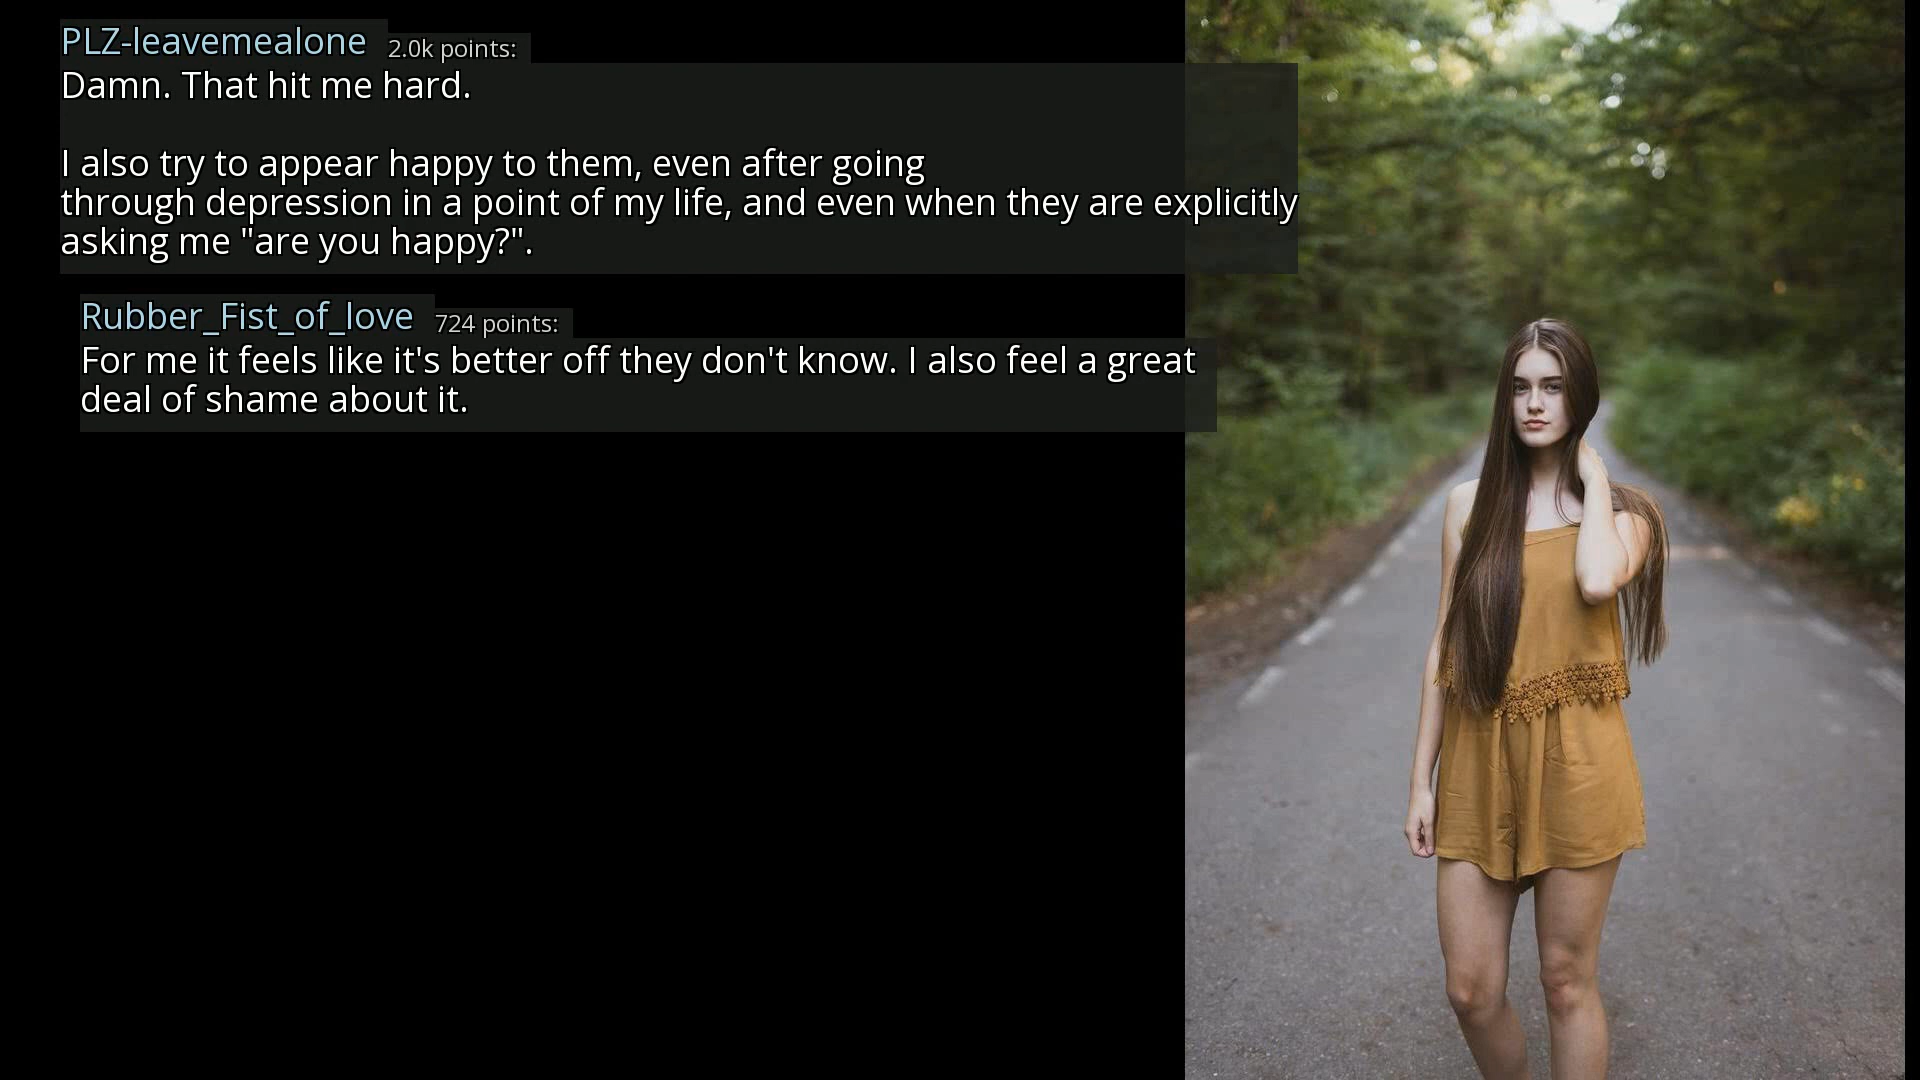 PLZ-leavemealone 2.0k points:
Damn. That hit me hard.
I also try to appear happy to them, even after going
through depression in a point of my life, and even when they are explicitly
asking me "are you happy?".
Rubber_Fist_of_love 724 points:
For me it feels like it's better off they don't know. I also feel a great
deal of shame about it.